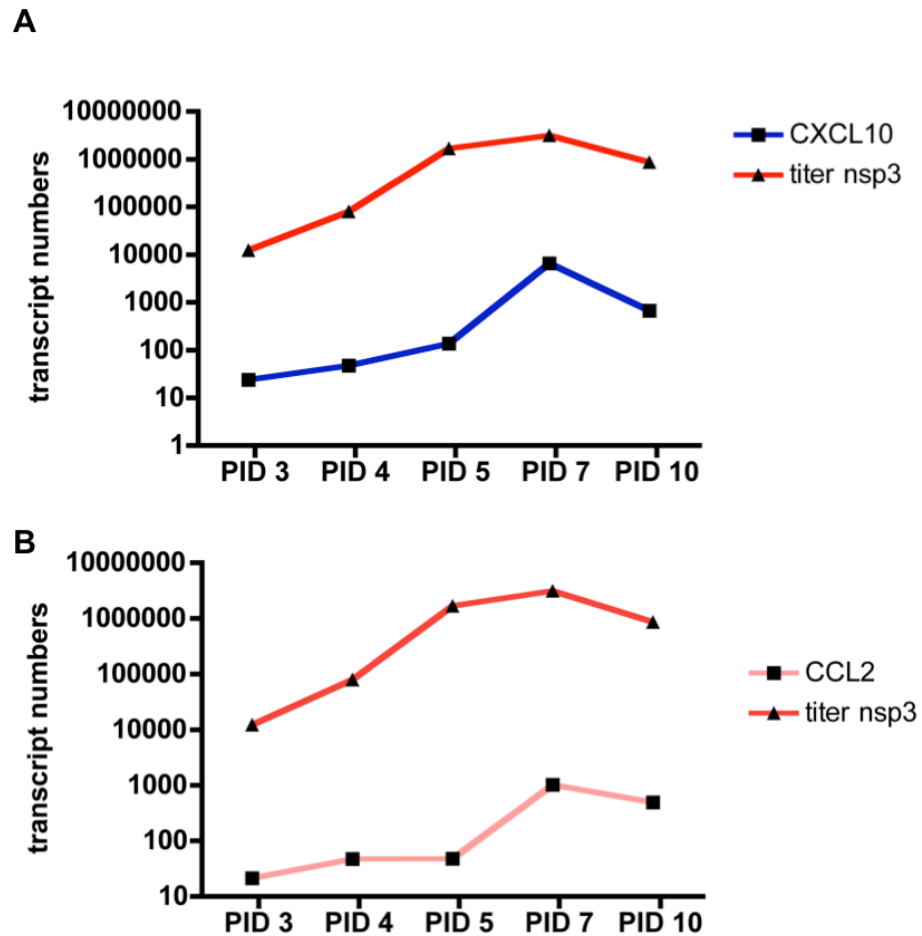 A
10000000
1000000
100000
10000
1000
100
10
1
transcript numbers
PID 3 PID 4 PID 5 PID 7 PID 10
CXCL10
titer nsp3
B
10000000
1000000
100000
10000
1000
100
10
transcript numbers
PID 3 PID 4 PID 5 PID 7 PID 10
CCL2
titer nsp3